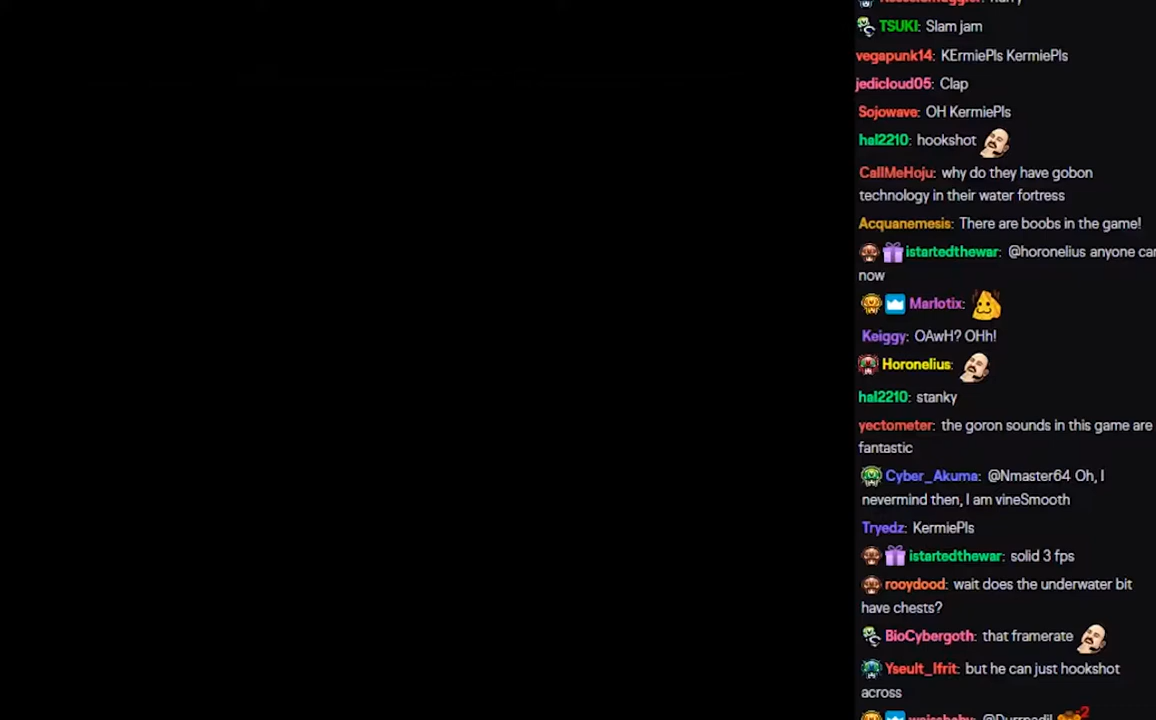 TSUKI: Slam jam
vegapunk14: KErmiePls KermiePls
jedicloud05: Clap
Sojowave: OH KermiePls
hal2210: hookshot
CallMeHoju: why do they have gobon
technology in their water fortress
Acquanemesis: There are boobs in the game!
istartedthewar: @horonelius anyone can
now
Marlotix:
Keiggy: OAwH? OHh!
Horonelius:
hal2210: stanky
yectometer: the goron sounds in this game are
fantastic
Cyber_Akuma: @Nmaster64 Oh, I
nevermind then, I am vineSmooth
Tryedz: KermiePls
istartedthewar: solid 3 fps
rooydood: wait does the underwater bit
have chests?
BioCybergoth: that framerate
Yseult_Ifrit: but he can just hookshot
across